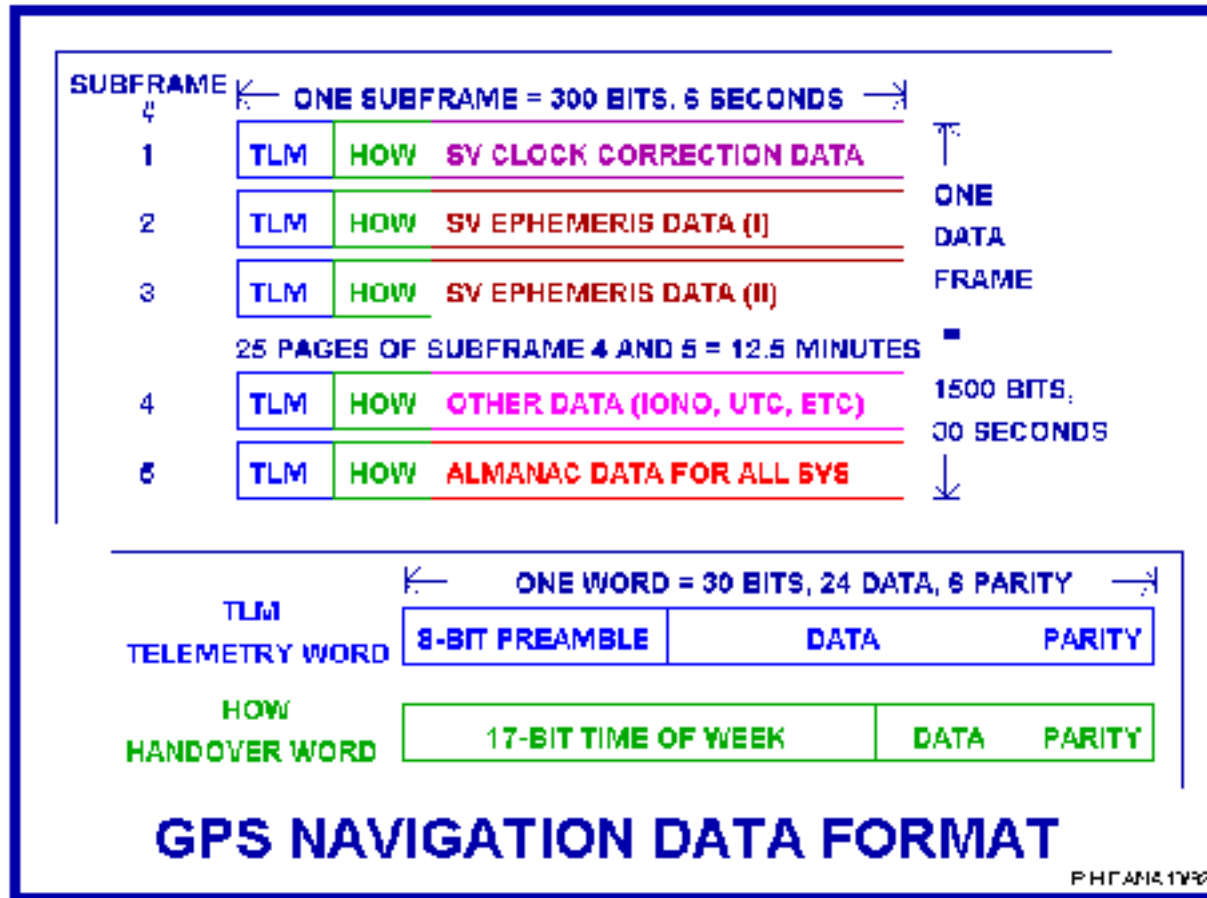 SUBFRAME
#
ONE SUBFRAME = 300 BITS, 6 SECONDS
1 TLM HOW SV CLOCK CORRECTION DATA
2 TLM HOW SV EPHEMERIS DATA (I)
3 TLM HOW SV EPHEMERIS DATA (II)
25 PAGES OF SUBFRAME 4 AND 5 = 12.5 MINUTES
4 TLM HOW OTHER DATA (IONO, UTC, ETC)
5 TLM HOW ALMANAC DATA FOR ALL SVS
ONE
DATA
FRAME
=
1500 BITS,
30 SECONDS
ONE WORD = 30 BITS, 24 DATA, 6 PARITY
TLM
TELEMETRY WORD
8-BIT PREAMBLE DATA PARITY
HOW
HANDOVER WORD
17-BIT TIME OF WEEK DATA PARITY
GPS NAVIGATION DATA FORMAT